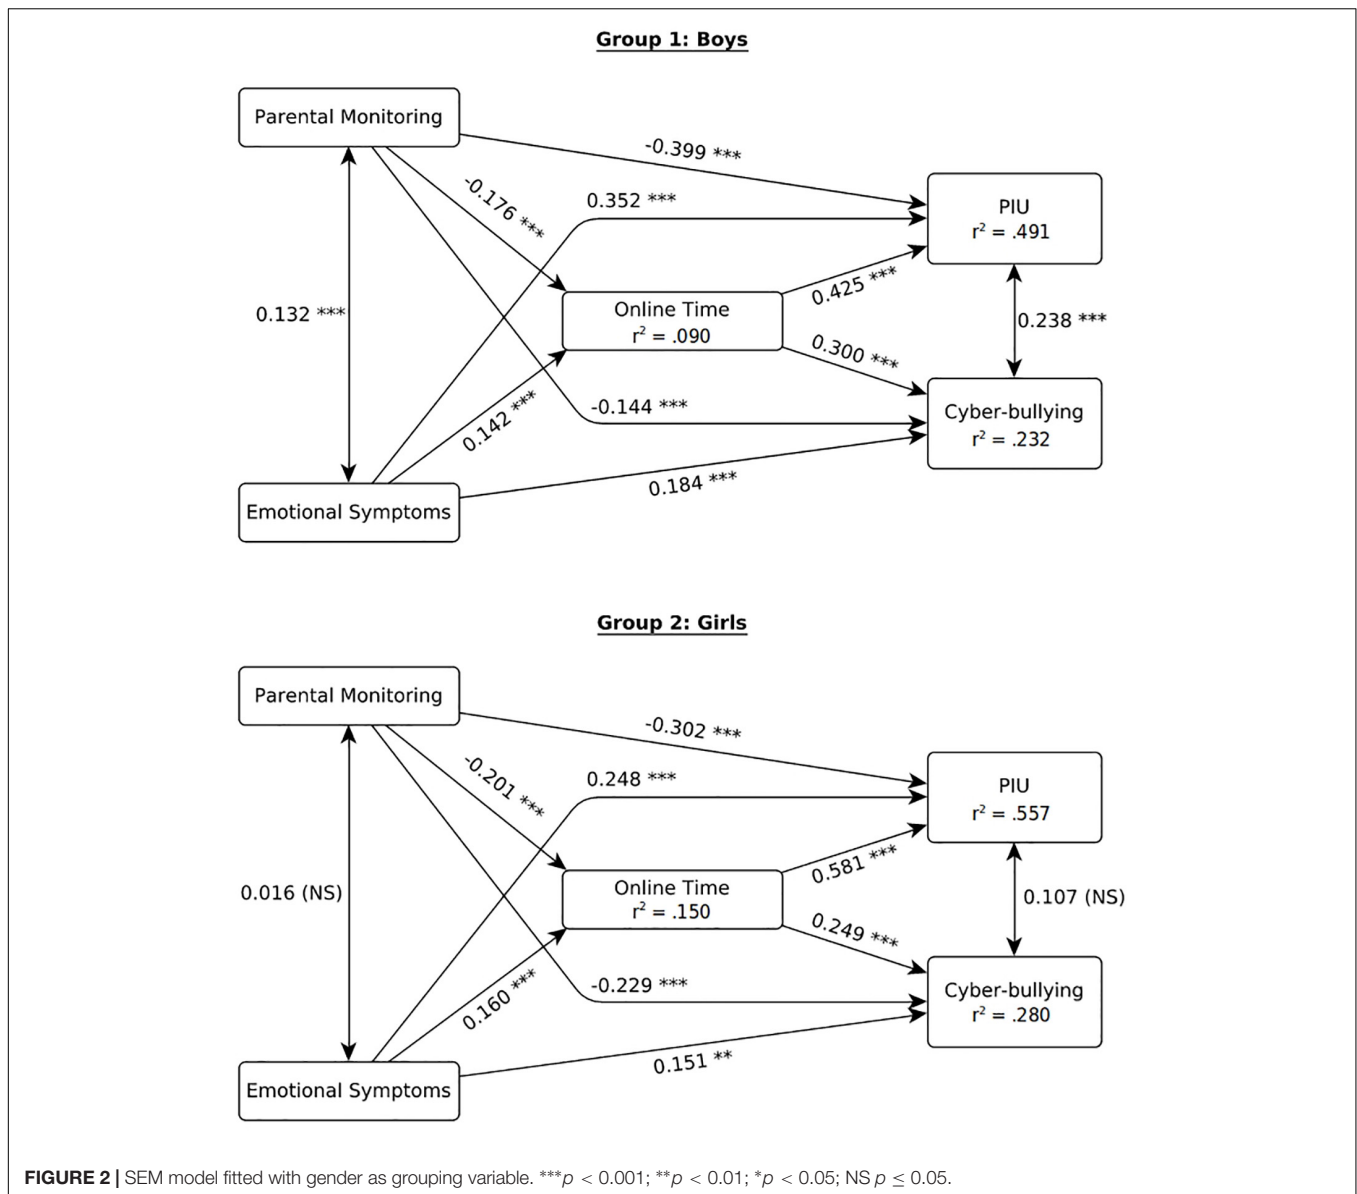 Group 1: Boys
Parental Monitoring
-0.399 ***
-0.176 ***
0.352 ***
PIU
r² = .491
0.425 ***
Online Time
r² = .090
0.132 ***
0.238 ***
0.300 ***
0.142 ***
-0.144 ***
Cyber-bullying
r² = .232
0.184 ***
Emotional Symptoms
Group 2: Girls
Parental Monitoring
-0.302 ***
-0.201 ***
0.248 ***
PIU
r² = .557
0.581 ***
Online Time
r² = .150
0.016 (NS)
0.107 (NS)
0.249 ***
0.160 ***
-0.229 ***
Cyber-bullying
r² = .280
0.151 **
Emotional Symptoms
FIGURE 2 | SEM model fitted with gender as grouping variable. ***p < 0.001; **p < 0.01; *p < 0.05; NS p ≤ 0.05.